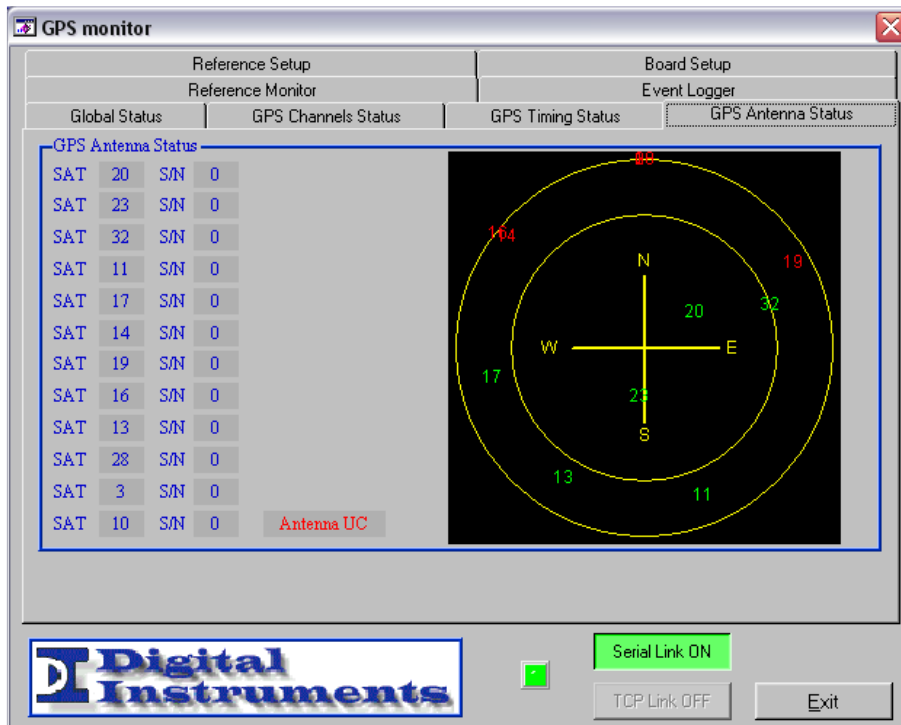 GPS monitor
Reference Setup Board Setup
Reference Monitor Event Logger
Global Status GPS Channels Status GPS Timing Status GPS Antenna Status
GPS Antenna Status
SAT 20 S/N 0
SAT 23 S/N 0
SAT 32 S/N 0
SAT 11 S/N 0
SAT 17 S/N 0
SAT 14 S/N 0
SAT 19 S/N 0
SAT 16 S/N 0
SAT 13 S/N 0
SAT 28 S/N 0
SAT 3 S/N 0
SAT 10 S/N 0 Antenna UC
19
N
20 32
W E
17
23
S
13
11
DI Digital
Instruments
Serial Link ON
TCP Link OFF
Exit